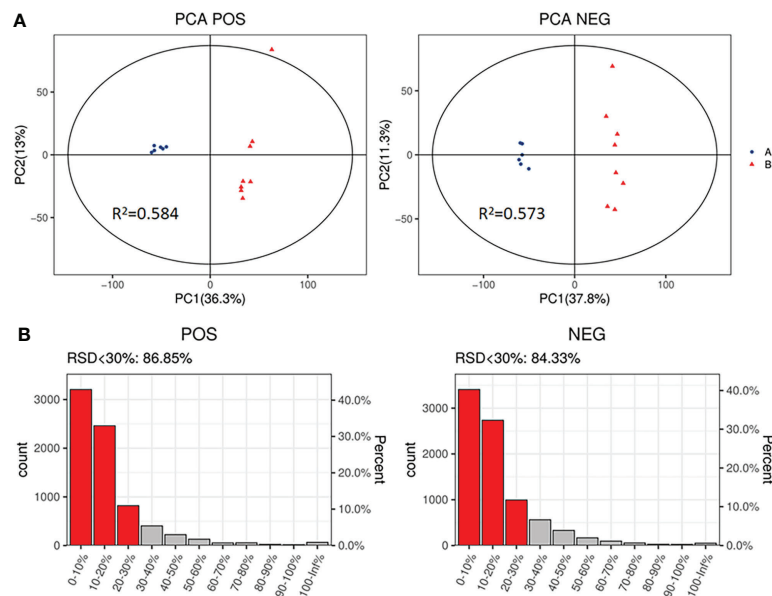 A
PCA POS
PCA NEG
PC2(13%)
50
0
−50
R²=0.584
−100
0
100
PC1(36.3%)
PC2(11.3%)
50
0
−50
R²=0.573
−100
0
100
PC1(37.8%)
A
B
B
POS
NEG
RSD<30%: 86.85%
count
3000
2000
1000
0
40.0%
30.0%
20.0%
10.0%
0.0%
Percent
0-10%
10-20%
20-30%
30-40%
40-50%
50-60%
60-70%
70-80%
80-90%
90-100%
100-Inf%
RSD<30%: 84.33%
count
3000
2000
1000
0
40.0%
30.0%
20.0%
10.0%
0.0%
Percent
0-10%
10-20%
20-30%
30-40%
40-50%
50-60%
60-70%
70-80%
80-90%
90-100%
100-Inf%